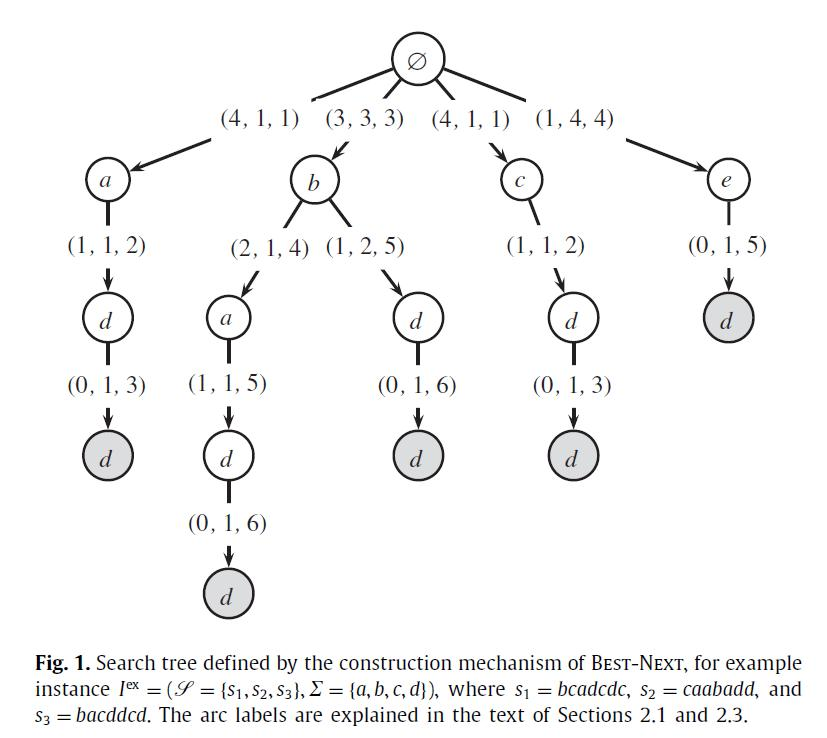 ∅
(4, 1, 1) (3, 3, 3) (4, 1, 1) (1, 4, 4)
a b c e
(1, 1, 2) (2, 1, 4) (1, 2, 5) (1, 1, 2) (0, 1, 5)
d a d d d
(0, 1, 3) (1, 1, 5) (0, 1, 6) (0, 1, 3)
d d d d
(0, 1, 6)
d
Fig. 1. Search tree defined by the construction mechanism of BEST-NEXT, for example
instance Iᵉˣ = (𝒮 = {s₁, s₂, s₃}, Σ = {a, b, c, d}), where s₁ = bcadcdc, s₂ = caabadd, and
s₃ = bacddcd. The arc labels are explained in the text of Sections 2.1 and 2.3.